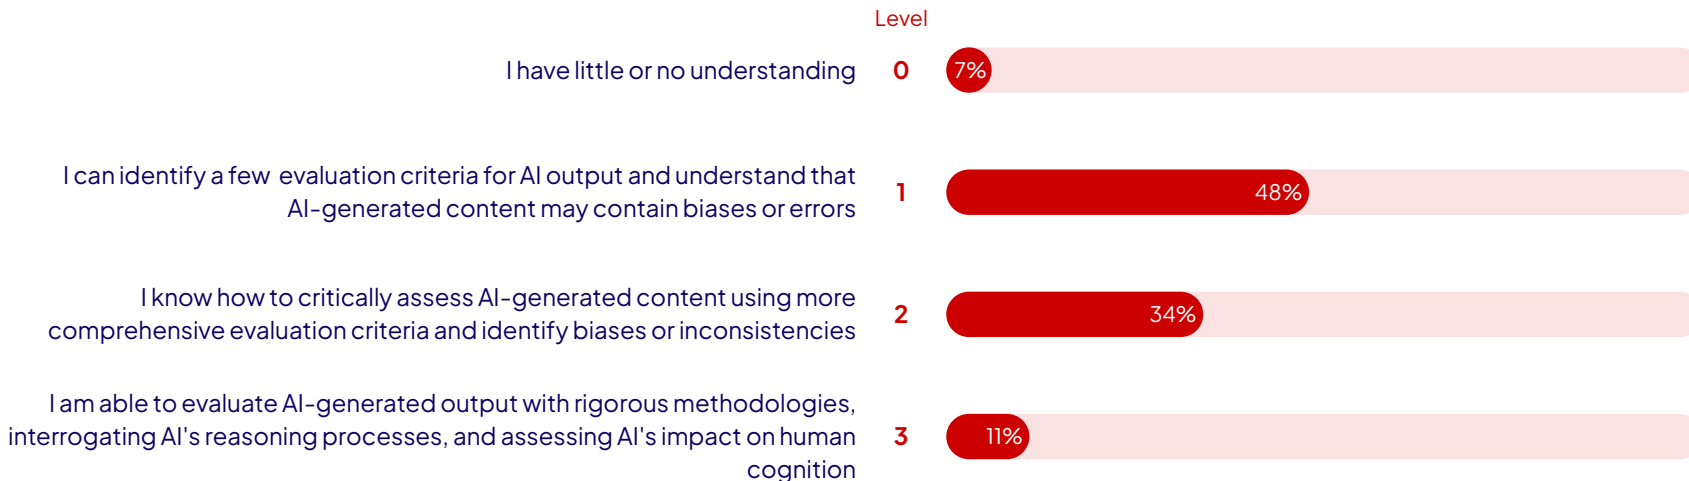 Level
I have little or no understanding 0 7%
I can identify a few evaluation criteria for AI output and understand that
AI-generated content may contain biases or errors
1 48%
I know how to critically assess AI-generated content using more
comprehensive evaluation criteria and identify biases or inconsistencies
2 34%
I am able to evaluate AI-generated output with rigorous methodologies,
interrogating AI's reasoning processes, and assessing AI's impact on human
cognition
3 11%